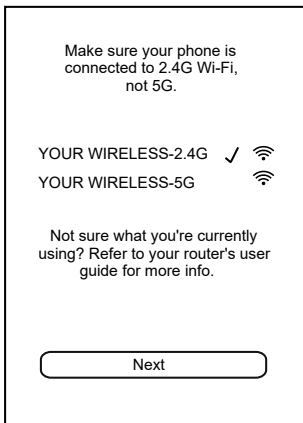 Make sure your phone is
connected to 2.4G Wi-Fi,
not 5G.
YOUR WIRELESS-2.4G
YOUR WIRELESS-5G
Not sure what you're currently
using? Refer to your router's user
guide for more info.
Next